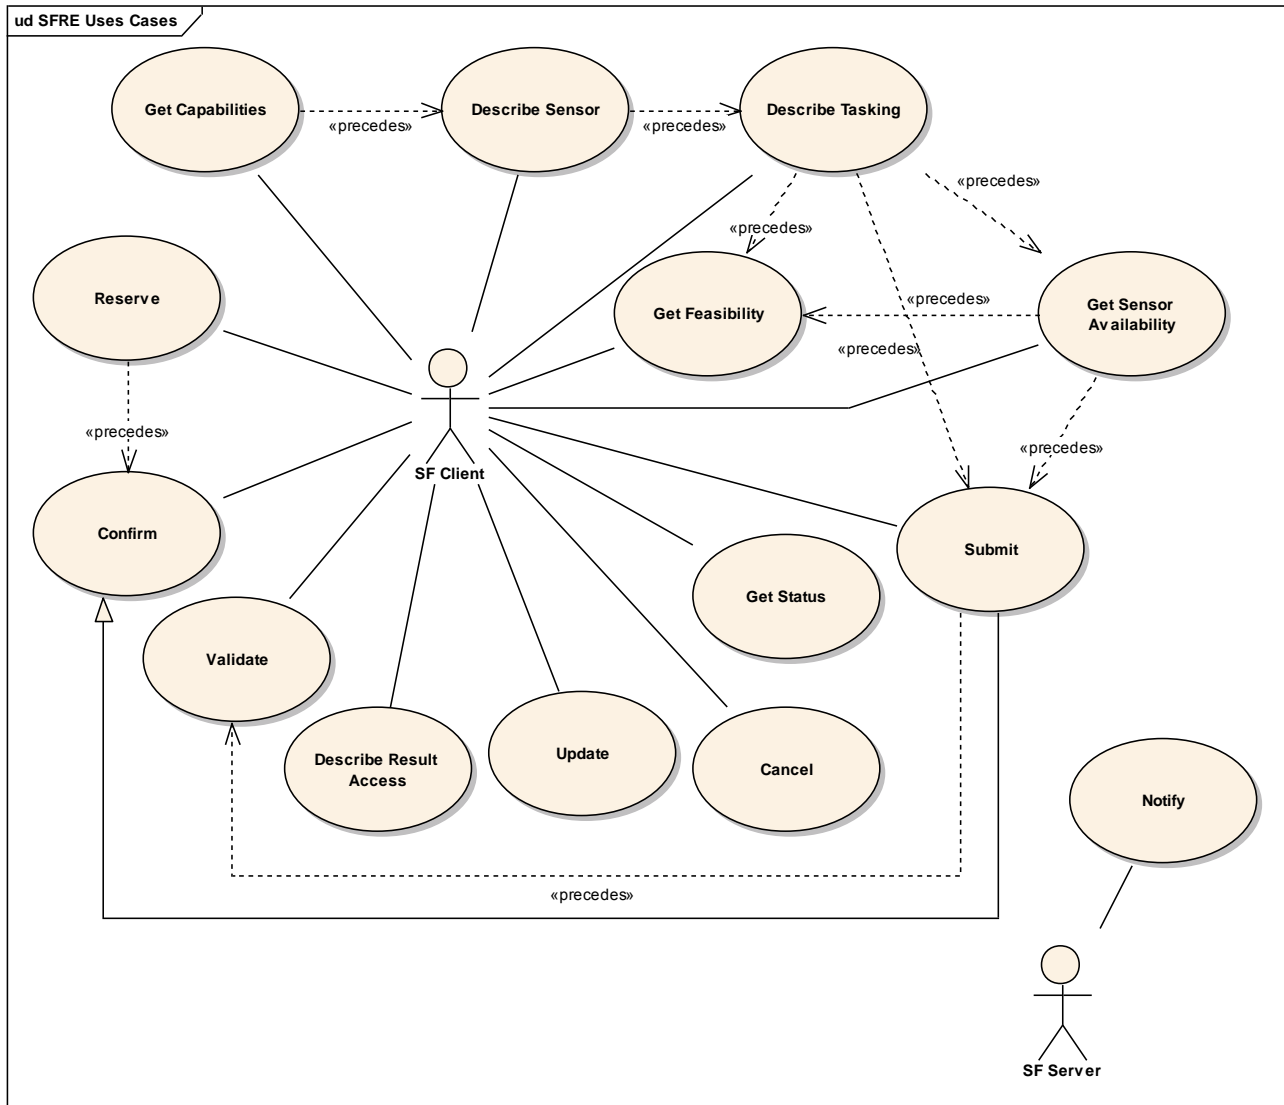 ud SFRE Uses Cases
Get Capabilities
«precedes»
Describe Sensor
«precedes»
Describe Tasking
«precedes»
«precedes»
Reserve
Get Feasibility
«precedes»
Get Sensor
Availability
«precedes»
«precedes»
«precedes»
SF Client
Confirm
Submit
Get Status
Validate
Describe Result
Access
Update
Cancel
Notify
«precedes»
SF Server